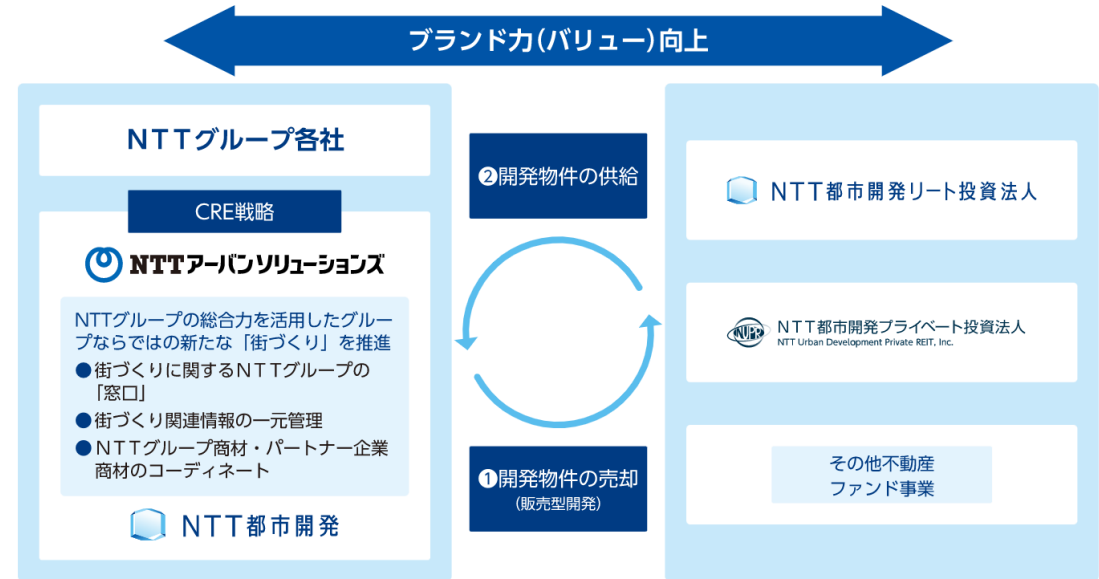 ブランド力(バリュー)向上
NTTグループ各社
CRE戦略
NTTアーバンソリューションズ
NTTグループの総合力を活用したグルー
プならではの新たな「街づくり」を推進
●街づくりに関するNTTグループの
「窓口」
●街づくり関連情報の一元管理
●NTTグループ商材・パートナー企業
商材のコーディネート
NTT都市開発
❷開発物件の供給
❶開発物件の売却
(販売型開発)
NTT都市開発リート投資法人
NUPR
NTT都市開発プライベート投資法人
NTT Urban Development Private REIT, Inc.
その他不動産
ファンド事業